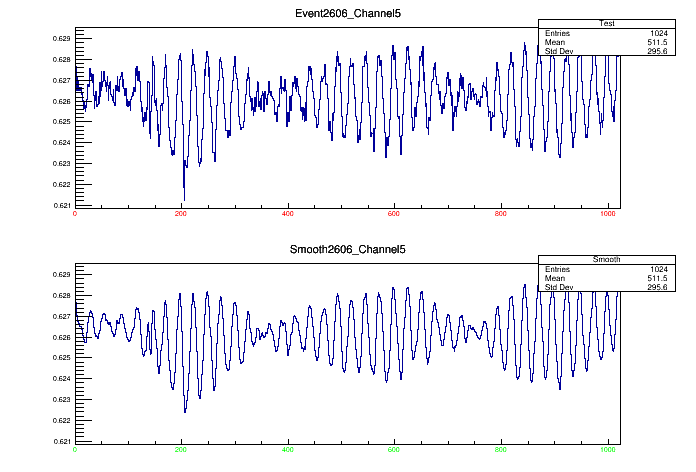 Event2606_Channel5
Test
Entries 1024
Mean 511.5
Std Dev 295.6
0.629
0.628
0.627
0.626
0.625
0.624
0.623
0.622
0.621
0 200 400 600 800 1000
Smooth2606_Channel5
Smooth
Entries 1024
Mean 511.5
Std Dev 295.6
0.629
0.628
0.627
0.626
0.625
0.624
0.623
0.622
0.621
0 200 400 600 800 1000